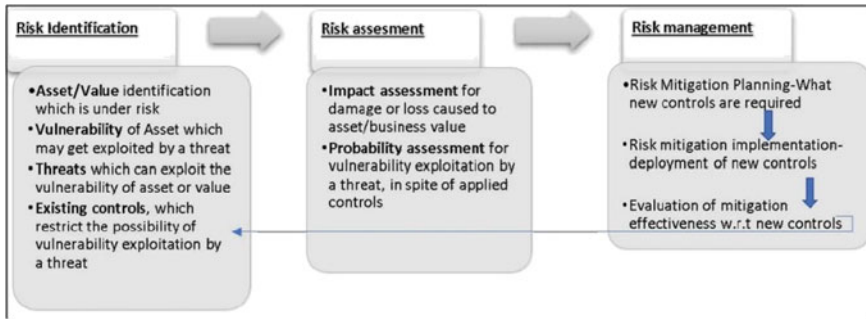 Risk Identification
•Asset/Value identification
which is under risk
•Vulnerability of Asset which
may get exploited by a threat
•Threats which can exploit the
vulnerability of asset or value
•Existing controls, which
restrict the possibility of
vulnerability exploitation by
a threat
Risk assesment
•Impact assessment for
damage or loss caused to
asset/business value
•Probability assessment for
vulnerability exploitation by
a threat, in spite of applied
controls
Risk management
•Risk Mitigation Planning-What
new controls are required
•Risk mitigation implementation-
deployment of new controls
•Evaluation of mitigation
effectiveness w.r.t new controls